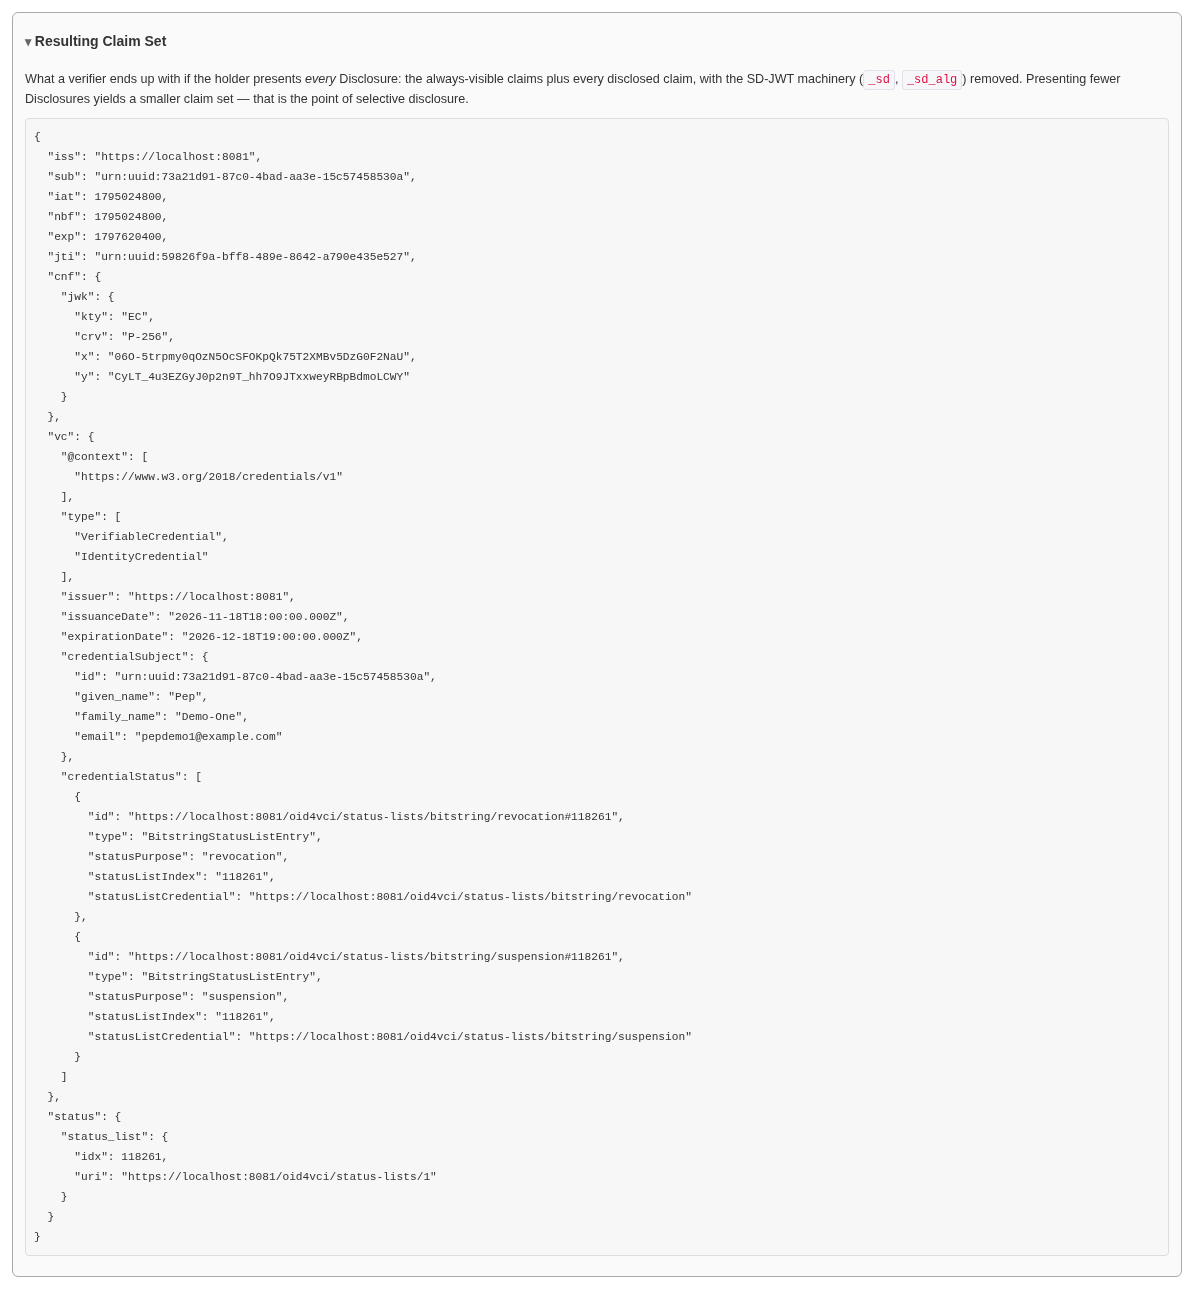 ▾ Resulting Claim Set
What a verifier ends up with if the holder presents every Disclosure: the always-visible claims plus every disclosed claim, with the SD-JWT machinery ( _sd , _sd_alg ) removed. Presenting fewer
Disclosures yields a smaller claim set — that is the point of selective disclosure.
{
  "iss": "https://localhost:8081",
  "sub": "urn:uuid:73a21d91-87c0-4bad-aa3e-15c57458530a",
  "iat": 1795024800,
  "nbf": 1795024800,
  "exp": 1797620400,
  "jti": "urn:uuid:59826f9a-bff8-489e-8642-a790e435e527",
  "cnf": {
    "jwk": {
      "kty": "EC",
      "crv": "P-256",
      "x": "06O-5trpmy0qOzN5OcSFOKpQk75T2XMBv5DzG0F2NaU",
      "y": "CyLT_4u3EZGyJ0p2n9T_hh7O9JTxxweyRBpBdmoLCWY"
    }
  },
  "vc": {
    "@context": [
      "https://www.w3.org/2018/credentials/v1"
    ],
    "type": [
      "VerifiableCredential",
      "IdentityCredential"
    ],
    "issuer": "https://localhost:8081",
    "issuanceDate": "2026-11-18T18:00:00.000Z",
    "expirationDate": "2026-12-18T19:00:00.000Z",
    "credentialSubject": {
      "id": "urn:uuid:73a21d91-87c0-4bad-aa3e-15c57458530a",
      "given_name": "Pep",
      "family_name": "Demo-One",
      "email": "pepdemo1@example.com"
    },
    "credentialStatus": [
      {
        "id": "https://localhost:8081/oid4vci/status-lists/bitstring/revocation#118261",
        "type": "BitstringStatusListEntry",
        "statusPurpose": "revocation",
        "statusListIndex": "118261",
        "statusListCredential": "https://localhost:8081/oid4vci/status-lists/bitstring/revocation"
      },
      {
        "id": "https://localhost:8081/oid4vci/status-lists/bitstring/suspension#118261",
        "type": "BitstringStatusListEntry",
        "statusPurpose": "suspension",
        "statusListIndex": "118261",
        "statusListCredential": "https://localhost:8081/oid4vci/status-lists/bitstring/suspension"
      }
    ]
  },
  "status": {
    "status_list": {
      "idx": 118261,
      "uri": "https://localhost:8081/oid4vci/status-lists/1"
    }
  }
}